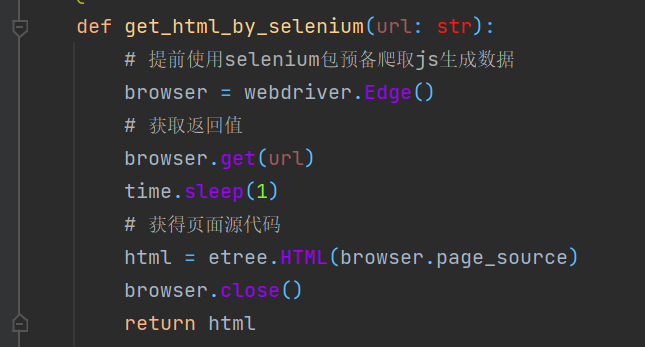 def get_html_by_selenium(url: str):
# 提前使用selenium包预备爬取js生成数据
browser = webdriver.Edge()
# 获取返回值
browser.get(url)
time.sleep(1)
# 获得页面源代码
html = etree.HTML(browser.page_source)
browser.close()
return html